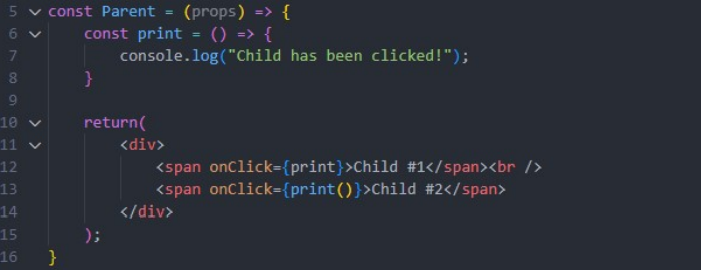 5 const Parent = (props) => {
6 const print = () => {
7 console.log("Child has been clicked!");
8 }
9
10 return(
11 <div>
12 <span onClick={print}>Child #1</span><br />
13 <span onClick={print()}>Child #2</span>
14 </div>
15 );
16 }